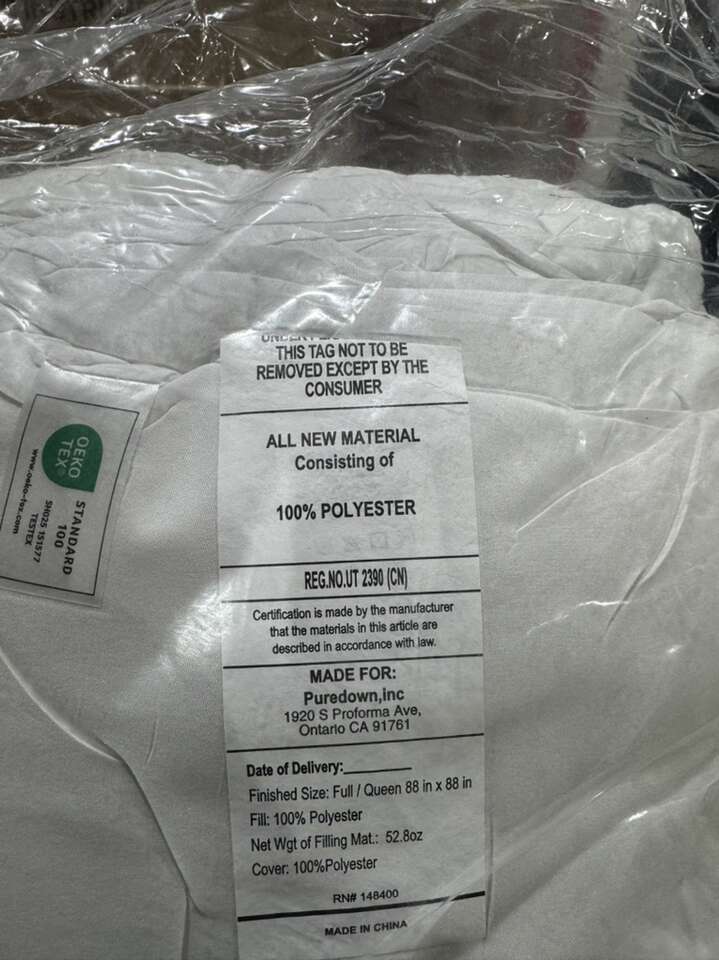 THIS TAG NOT TO BE
REMOVED EXCEPT BY THE
CONSUMER
ALL NEW MATERIAL
Consisting of
100% POLYESTER
REG.NO.UT 2390 (CN)
Certification is made by the manufacturer
that the materials in this article are
described in accordance with law.
MADE FOR:
Puredown,inc
1920 S Proforma Ave,
Ontario CA 91761
Date of Delivery:
Finished Size: Full / Queen 88 in x 88 in
Fill: 100% Polyester
Net Wgt of Filling Mat.: 52.8oz
Cover: 100%Polyester
RN# 148400
MADE IN CHINA
OEKO
TEX®
STANDARD
100
SH025 151577
TESTEX
www.oeko-tex.com